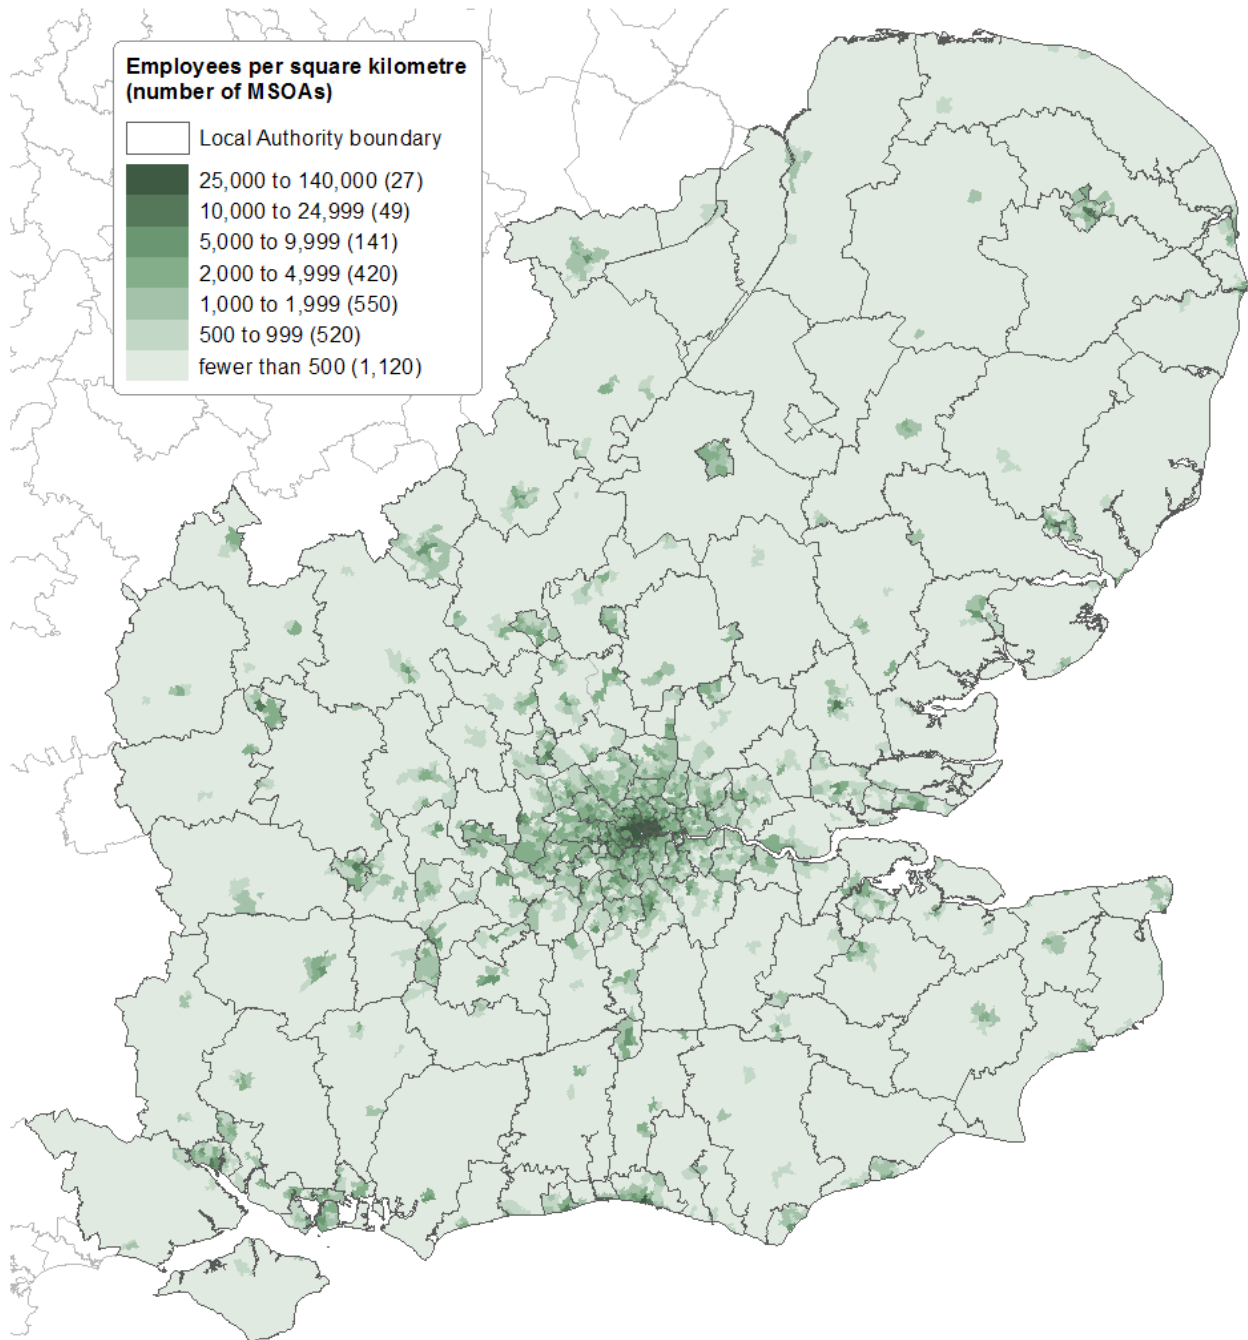 Employees per square kilometre
(number of MSOAs)
Local Authority boundary
25,000 to 140,000 (27)
10,000 to 24,999 (49)
5,000 to 9,999 (141)
2,000 to 4,999 (420)
1,000 to 1,999 (550)
500 to 999 (520)
fewer than 500 (1,120)